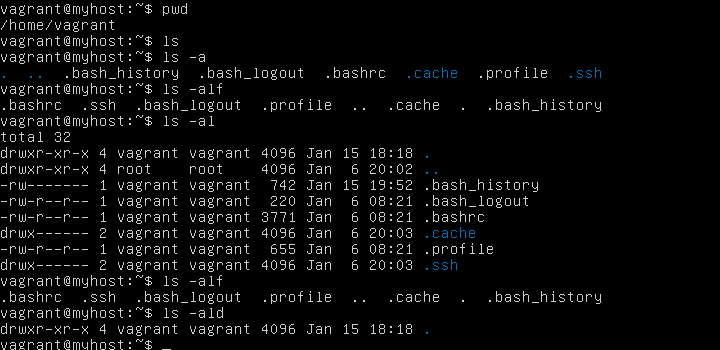 vagrant@myhost:~$ pwd
/home/vagrant
vagrant@myhost:~$ ls
vagrant@myhost:~$ ls -a
.  ..  .bash_history  .bash_logout  .bashrc  .cache  .profile  .ssh
vagrant@myhost:~$ ls -alf
.bashrc  .ssh  .bash_logout  .profile  ..  .cache  .  .bash_history
vagrant@myhost:~$ ls -al
total 32
drwxr-xr-x 4 vagrant vagrant 4096 Jan 15 18:18 .
drwxr-xr-x 4 root    root    4096 Jan  6 20:02 ..
-rw------- 1 vagrant vagrant  742 Jan 15 19:52 .bash_history
-rw-r--r-- 1 vagrant vagrant  220 Jan  6 08:21 .bash_logout
-rw-r--r-- 1 vagrant vagrant 3771 Jan  6 08:21 .bashrc
drwx------ 2 vagrant vagrant 4096 Jan  6 20:03 .cache
-rw-r--r-- 1 vagrant vagrant  655 Jan  6 08:21 .profile
drwx------ 2 vagrant vagrant 4096 Jan  6 20:03 .ssh
vagrant@myhost:~$ ls -alf
.bashrc  .ssh  .bash_logout  .profile  ..  .cache  .  .bash_history
vagrant@myhost:~$ ls -ald
drwxr-xr-x 4 vagrant vagrant 4096 Jan 15 18:18 .
vagrant@myhost:~$ _